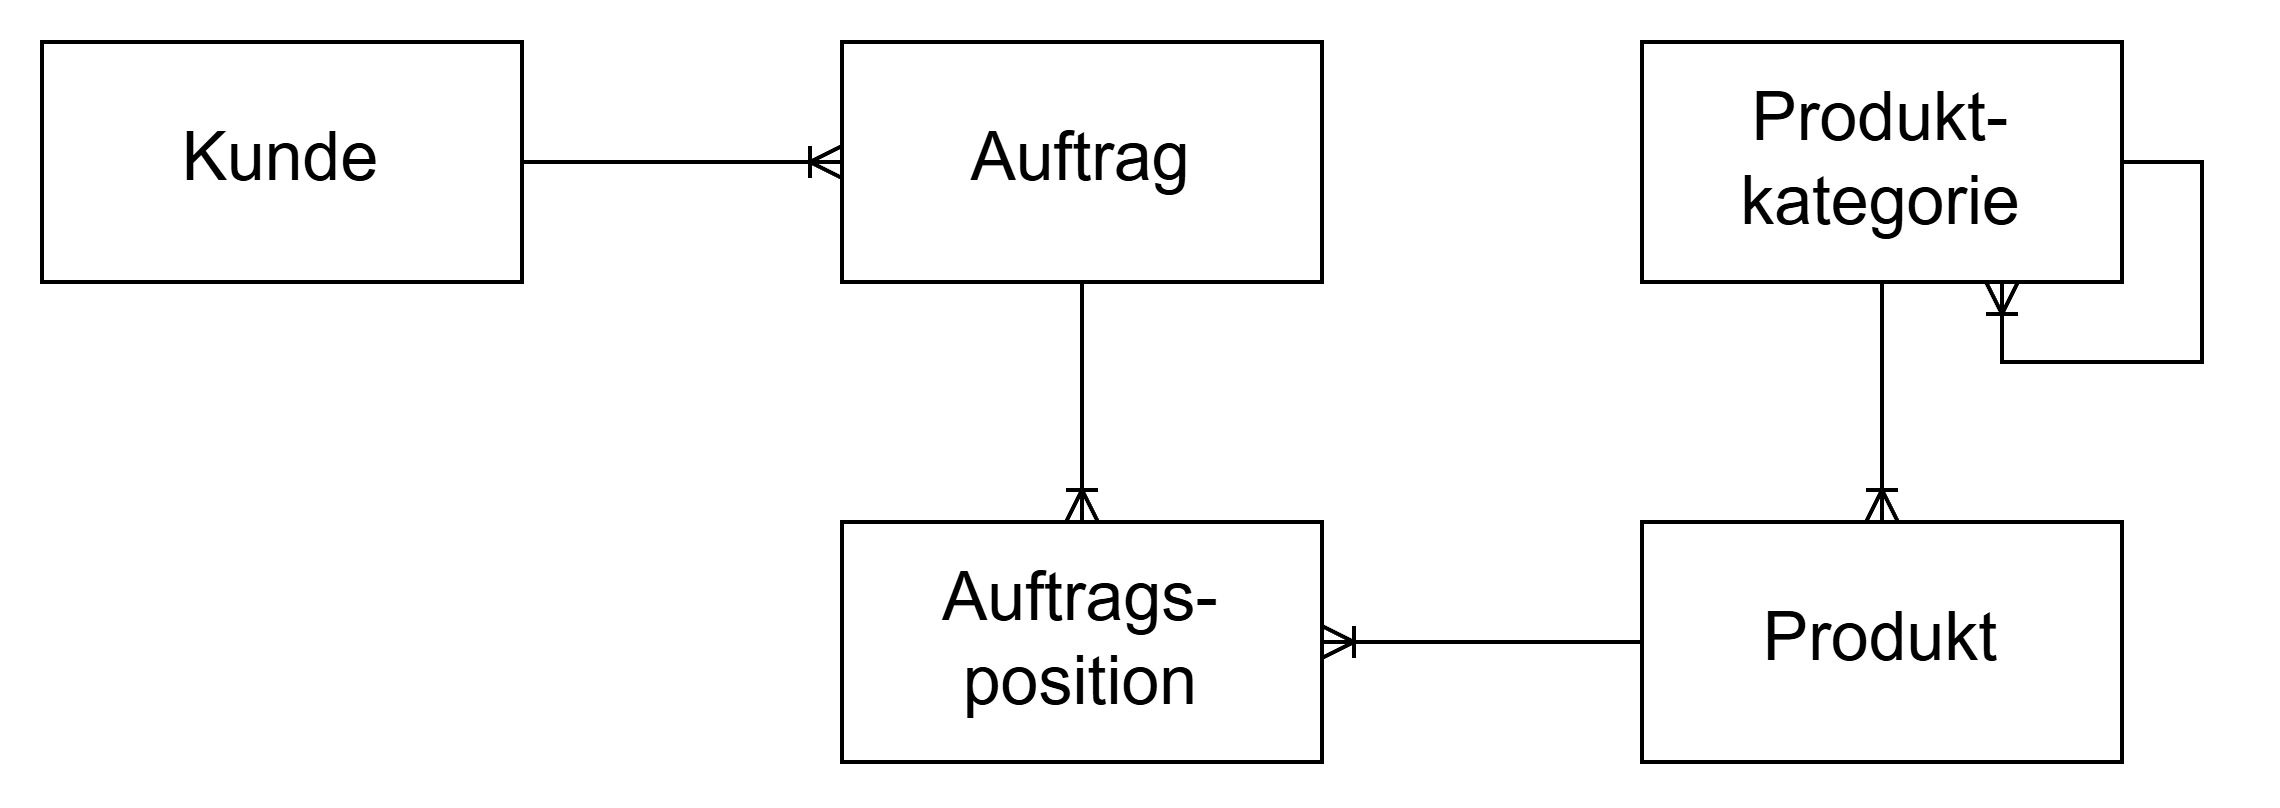 Kunde
Auftrag
Produkt-
kategorie
Auftrags-
position
Produkt